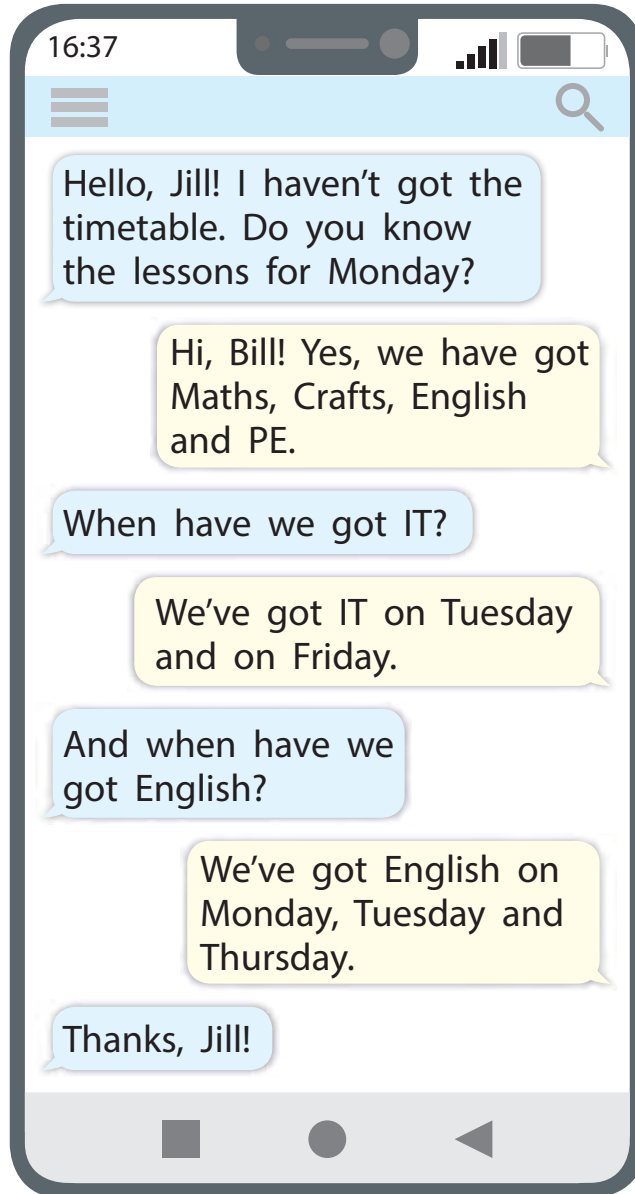 16:37
Hello, Jill! I haven't got the
timetable. Do you know
the lessons for Monday?
Hi, Bill! Yes, we have got
Maths, Crafts, English
and PE.
When have we got IT?
We've got IT on Tuesday
and on Friday.
And when have we
got English?
We've got English on
Monday, Tuesday and
Thursday.
Thanks, Jill!